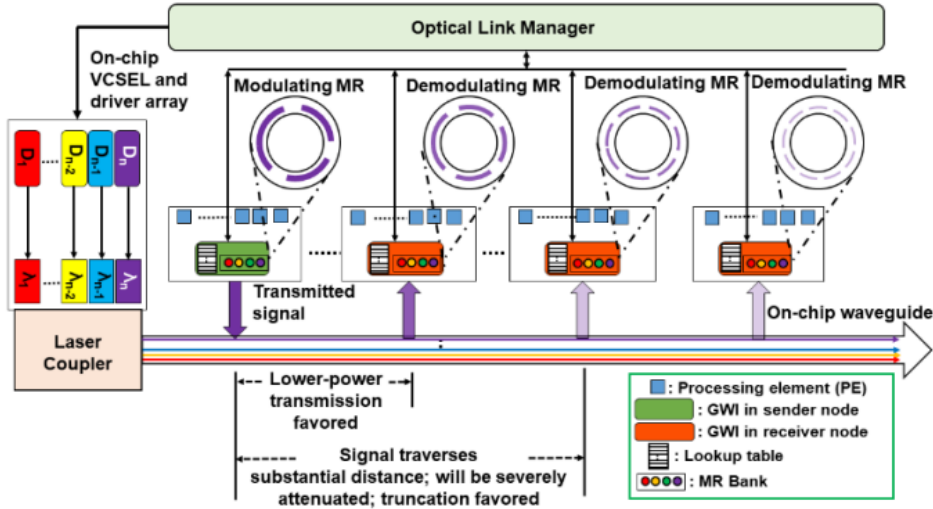 Optical Link Manager
On-chip
VCSEL and
driver array
Modulating MR
Demodulating MR
Demodulating MR
Demodulating MR
D₁
Dₙ₋₂
Dₙ₋₁
Dₙ
λ₁
λₙ₋₂
λₙ₋₁
λₙ
Transmitted
signal
On-chip waveguide
Laser
Coupler
Lower-power
transmission
favored
Signal traverses
substantial distance; will be severely
attenuated; truncation favored
: Processing element (PE)
: GWI in sender node
: GWI in receiver node
: Lookup table
: MR Bank